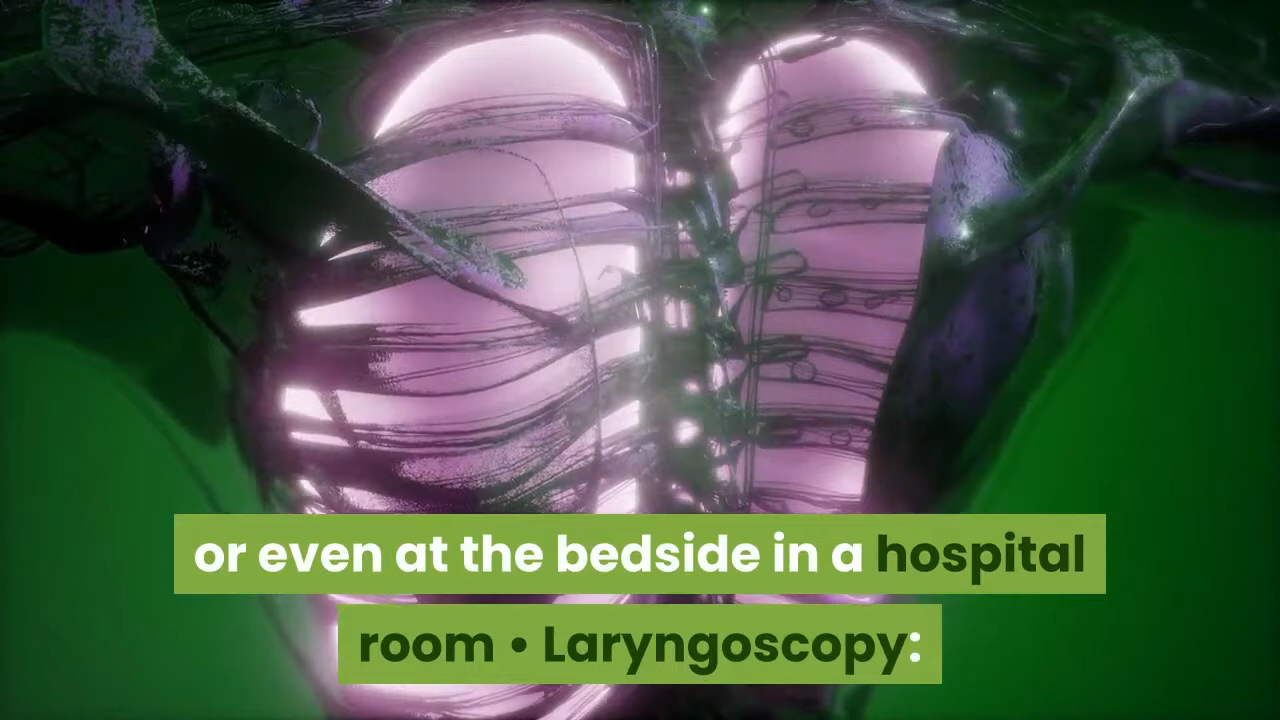 or even at the bedside in a hospital
room • Laryngoscopy: